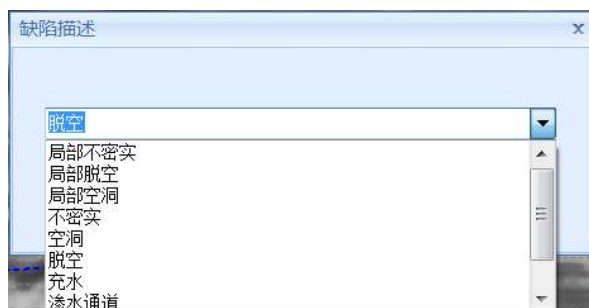 缺陷描述
脱空
局部不密实
局部脱空
局部空洞
不密实
空洞
脱空
充水
渗水通道